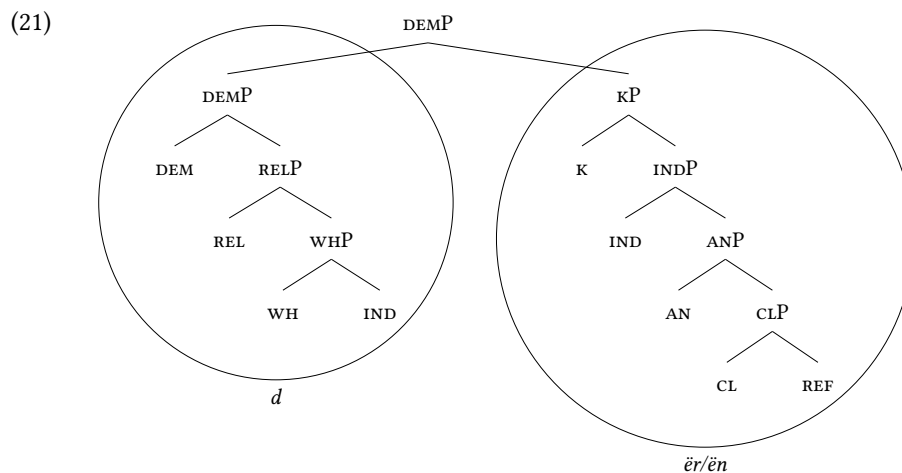 (21)
DEMP
DEMP KP
DEM RELP K INDP
REL WHP IND ANP
WH IND AN CLP
CL REF
d
ër/ën